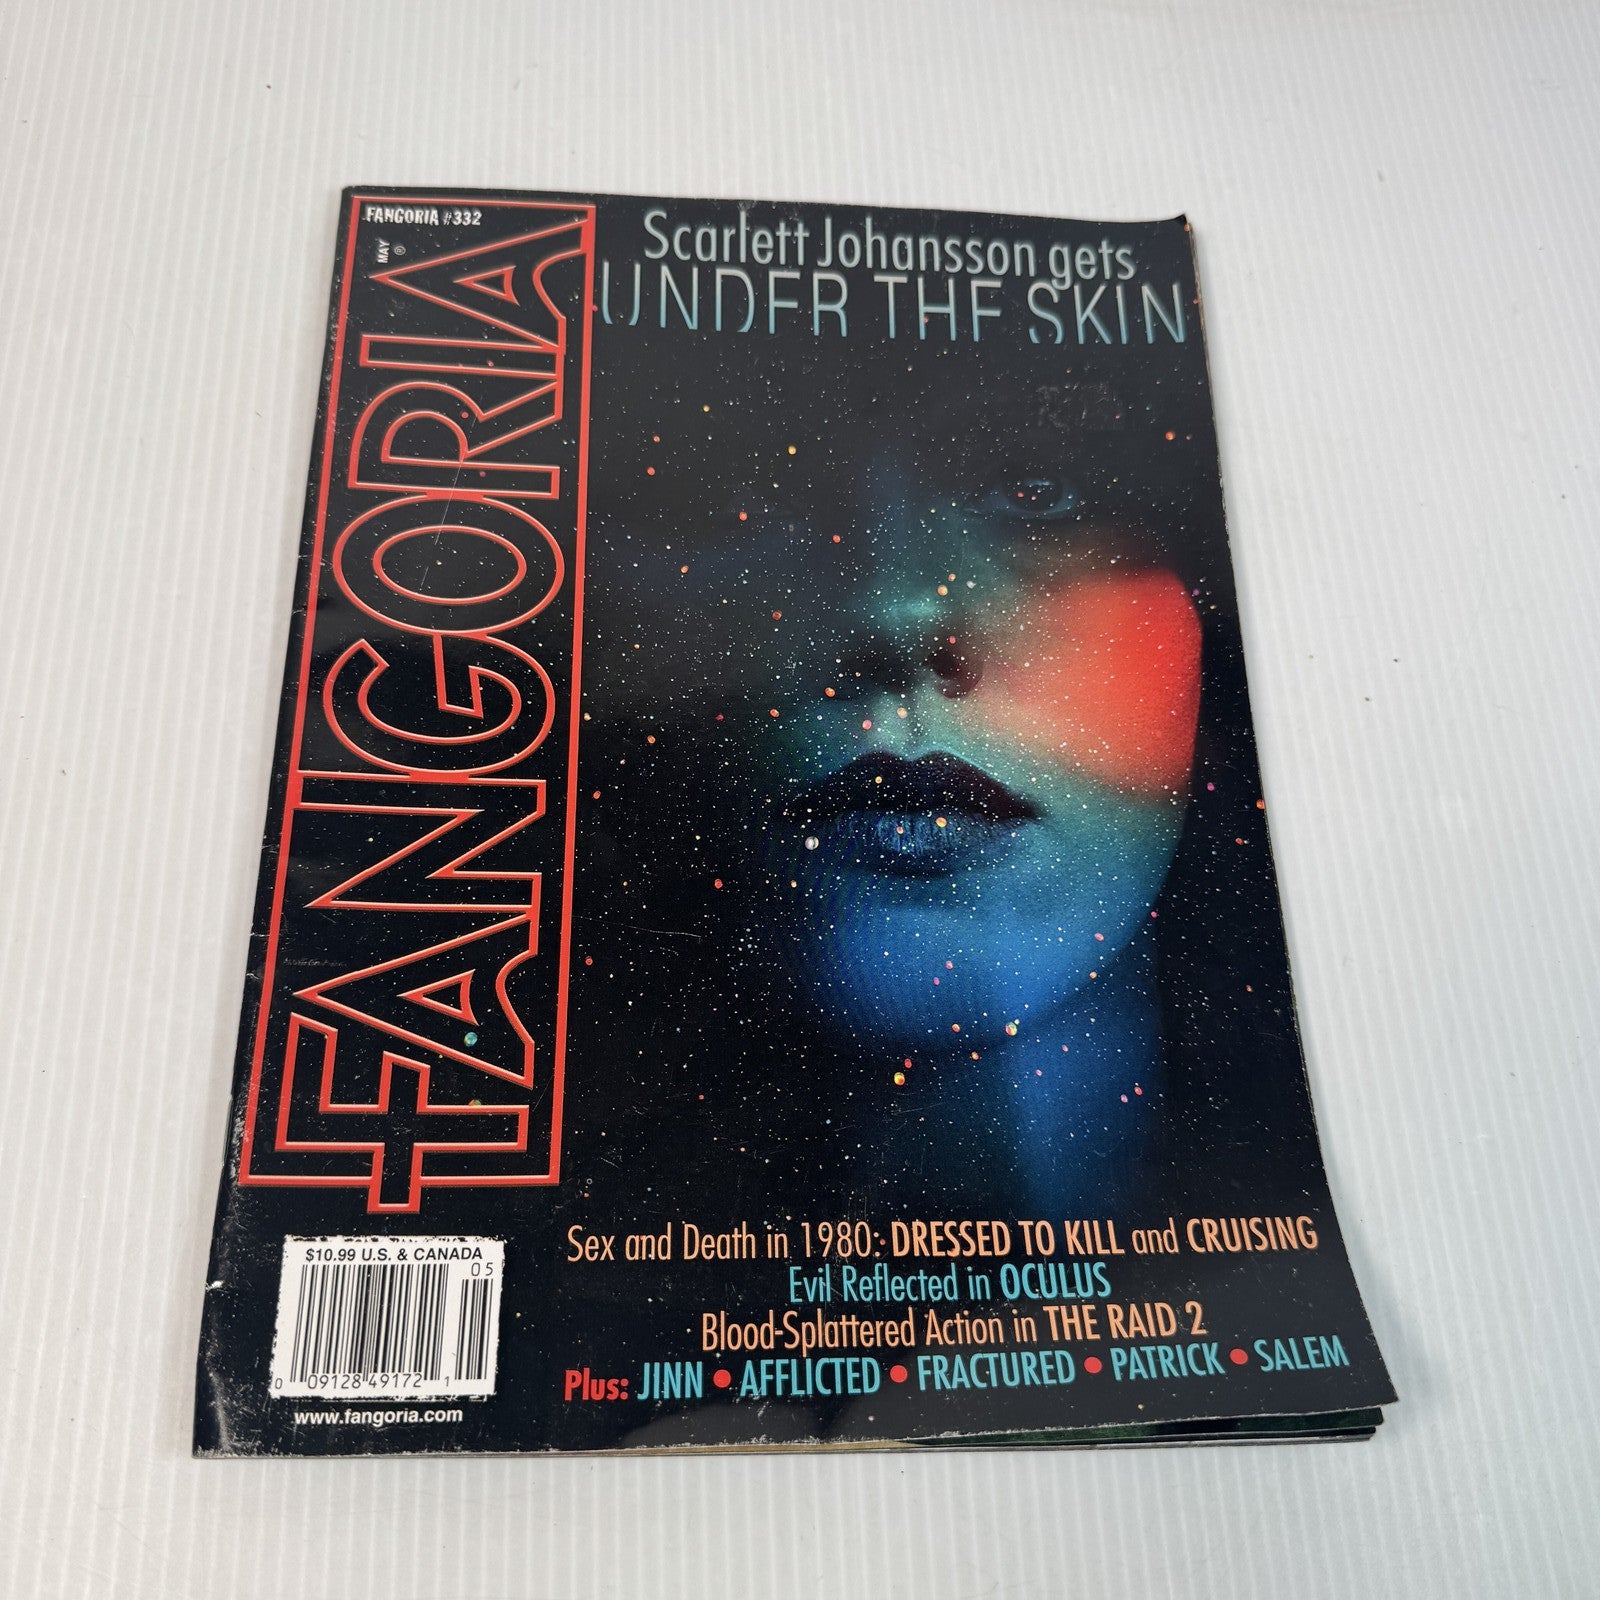 FANGORIA #332
MAY ®
FANGORIA
Scarlett Johansson gets
UNDER THE SKIN
Sex and Death in 1980: DRESSED TO KILL and CRUISING
Evil Reflected in OCULUS
Blood-Splattered Action in THE RAID 2
Plus: JINN • AFFLICTED • FRACTURED • PATRICK • SALEM
$10.99 U.S. & CANADA
05
0 09128 49172 1
www.fangoria.com